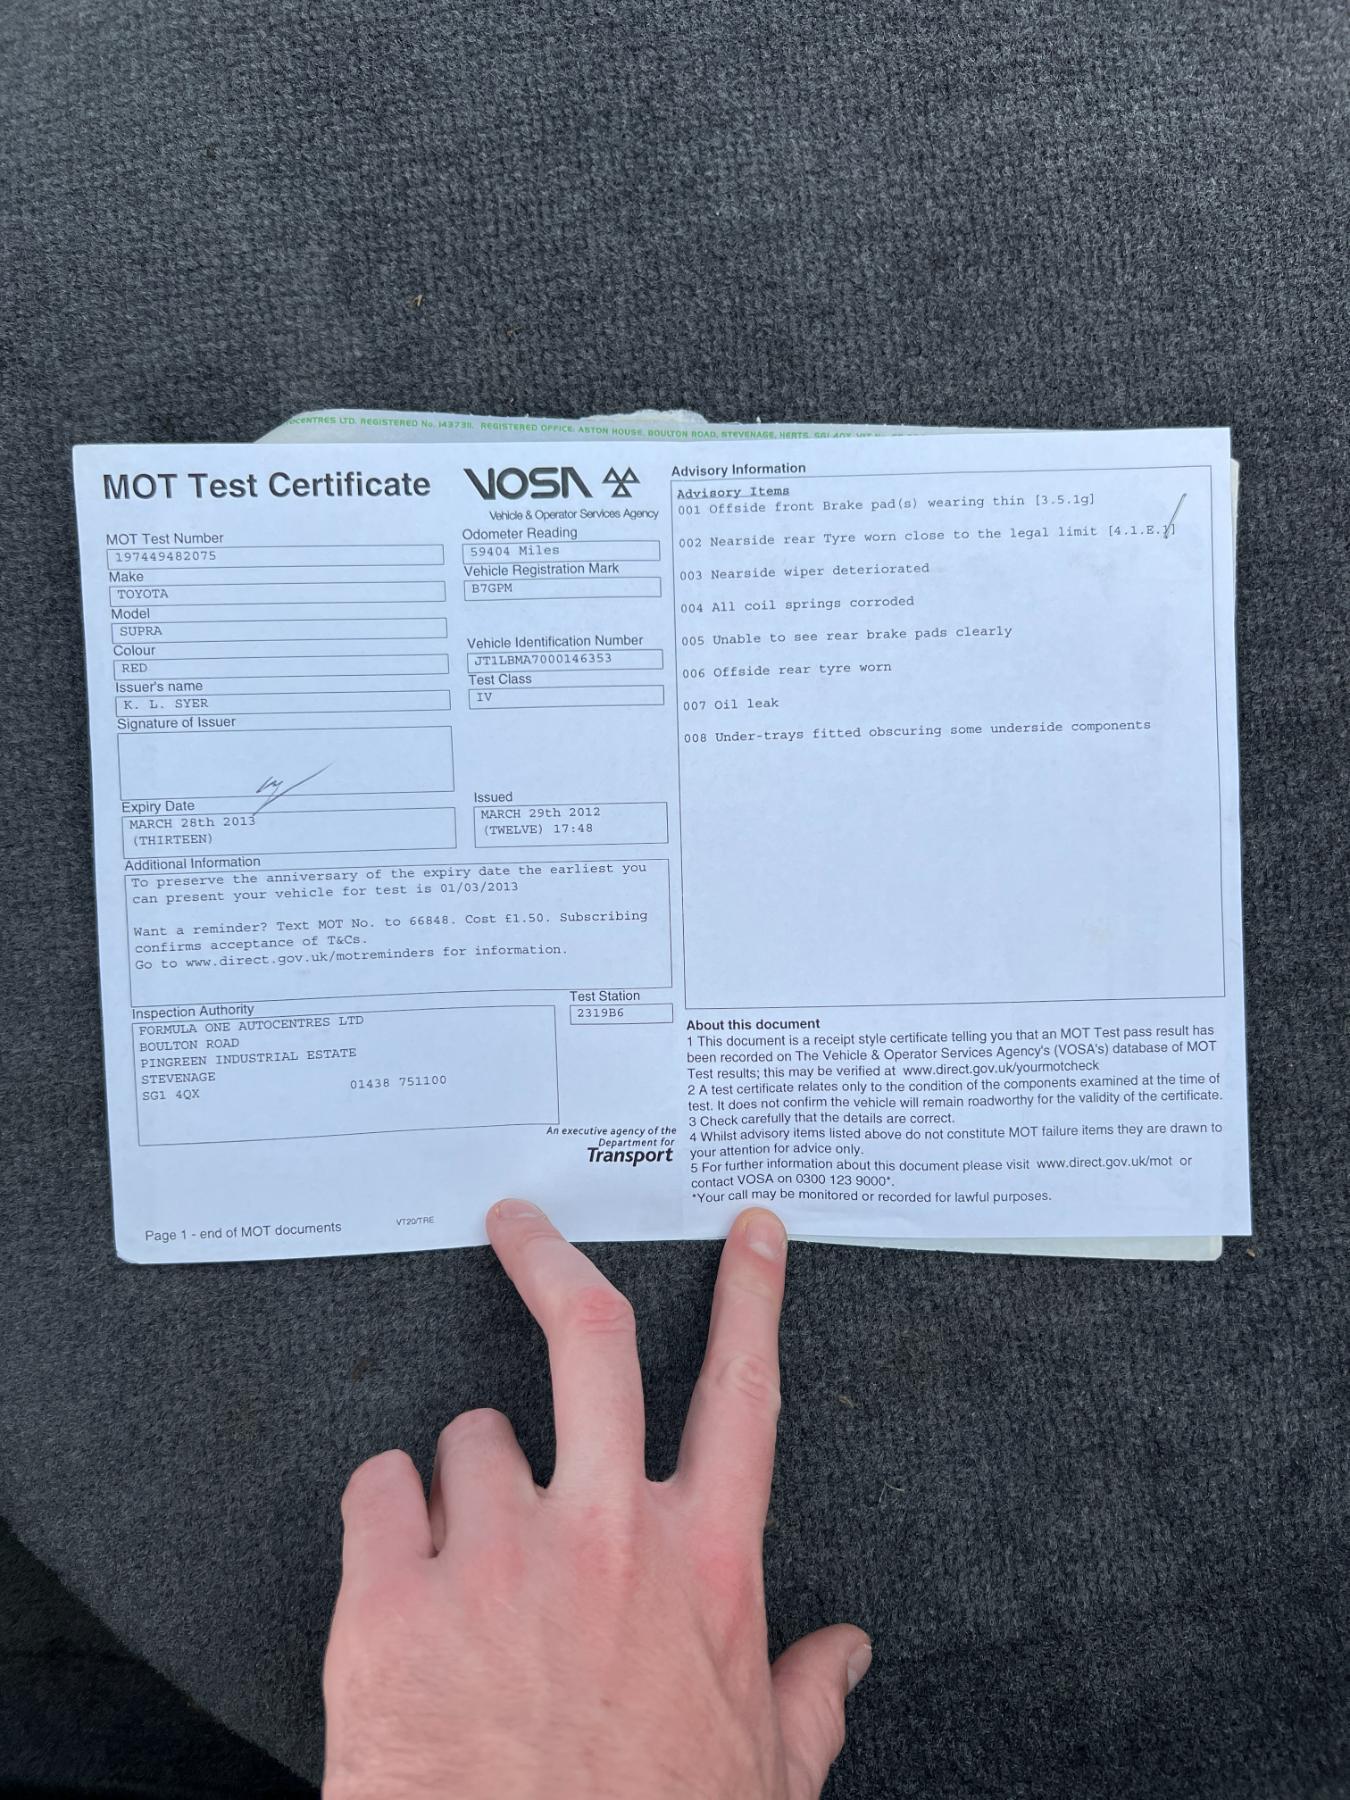 OCENTRES LTD. REGISTERED No. 1437311. REGISTERED OFFICE: ASTON HOUSE, BOULTON ROAD, STEVENAGE, HERTS.
MOT Test Certificate
VOSA
Vehicle & Operator Services Agency
MOT Test Number
197449482075
Make
TOYOTA
Model
SUPRA
Colour
RED
Issuer's name
K. L. SYER
Signature of Issuer
Expiry Date
MARCH 28th 2013
(THIRTEEN)
Odometer Reading
59404 Miles
Vehicle Registration Mark
B7GPM
Vehicle Identification Number
JT1LBMA7000146353
Test Class
IV
Issued
MARCH 29th 2012
(TWELVE) 17:48
Additional Information
To preserve the anniversary of the expiry date the earliest you
can present your vehicle for test is 01/03/2013
Want a reminder? Text MOT No. to 66848. Cost £1.50. Subscribing
confirms acceptance of T&Cs.
Go to www.direct.gov.uk/motreminders for information.
Inspection Authority
FORMULA ONE AUTOCENTRES LTD
BOULTON ROAD
PINGREEN INDUSTRIAL ESTATE
STEVENAGE
SG1 4QX
01438 751100
Test Station
2319B6
An executive agency of the
Department for
Transport
Page 1 - end of MOT documents
VT20/TRE
Advisory Information
Advisory Items
001 Offside front Brake pad(s) wearing thin [3.5.1g]
002 Nearside rear Tyre worn close to the legal limit [4.1.E.1]
003 Nearside wiper deteriorated
004 All coil springs corroded
005 Unable to see rear brake pads clearly
006 Offside rear tyre worn
007 Oil leak
008 Under-trays fitted obscuring some underside components
About this document
1 This document is a receipt style certificate telling you that an MOT Test pass result has
been recorded on The Vehicle & Operator Services Agency's (VOSA's) database of MOT
Test results; this may be verified at www.direct.gov.uk/yourmotcheck
2 A test certificate relates only to the condition of the components examined at the time of
test. It does not confirm the vehicle will remain roadworthy for the validity of the certificate.
3 Check carefully that the details are correct.
4 Whilst advisory items listed above do not constitute MOT failure items they are drawn to
your attention for advice only.
5 For further information about this document please visit www.direct.gov.uk/mot or
contact VOSA on 0300 123 9000*.
*Your call may be monitored or recorded for lawful purposes.